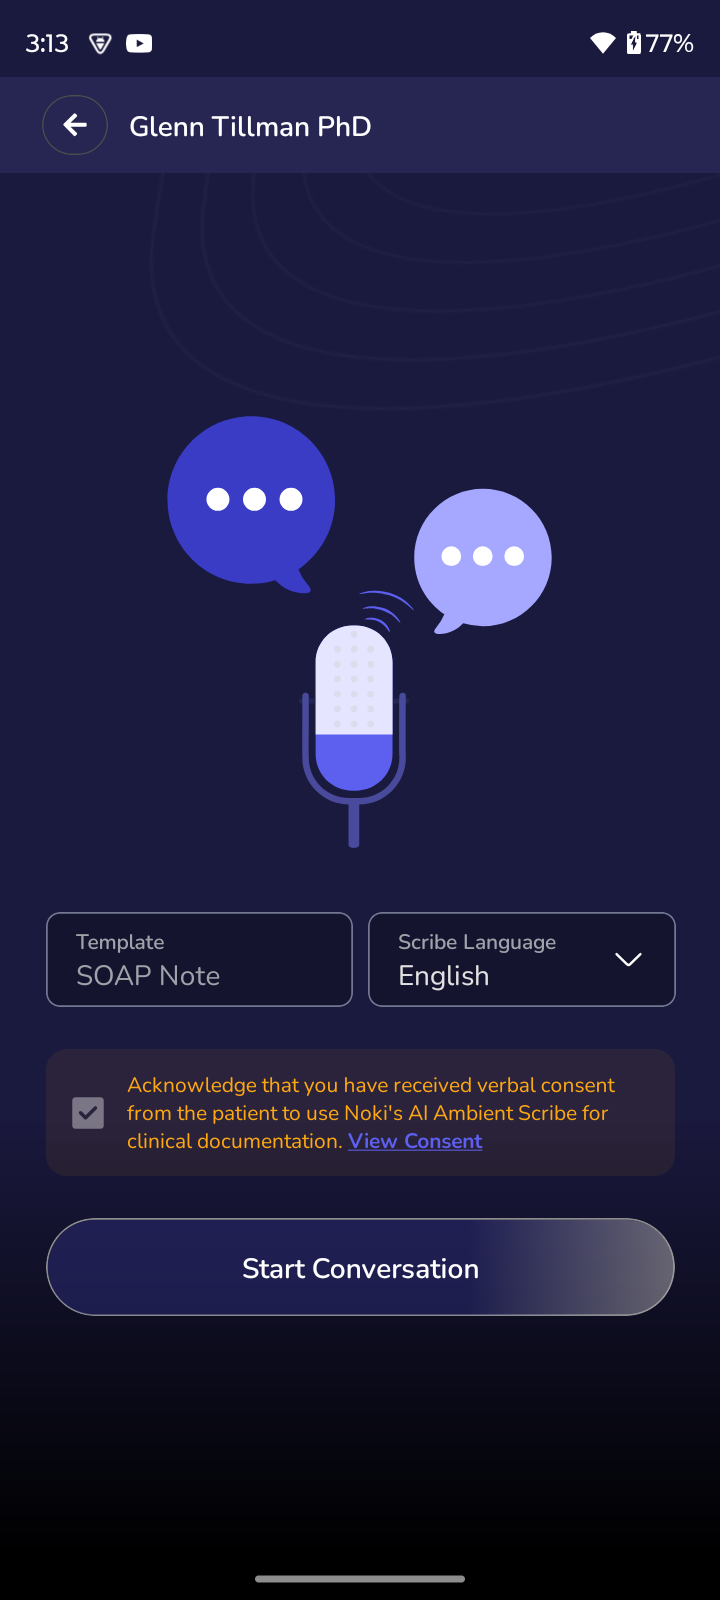 3:13
77%
Glenn Tillman PhD
Template
SOAP Note
Scribe Language
English
Acknowledge that you have received verbal consent
from the patient to use Noki's AI Ambient Scribe for
clinical documentation. View Consent
Start Conversation